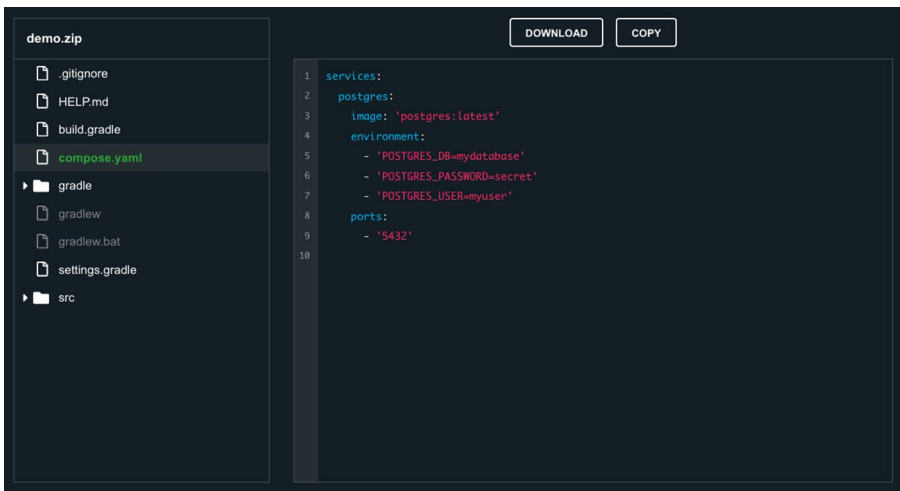 demo.zip
DOWNLOAD
COPY
.gitignore
HELP.md
build.gradle
compose.yaml
gradle
gradlew
gradlew.bat
settings.gradle
src
1 services:
2   postgres:
3     image: 'postgres:latest'
4     environment:
5       - 'POSTGRES_DB=mydatabase'
6       - 'POSTGRES_PASSWORD=secret'
7       - 'POSTGRES_USER=myuser'
8     ports:
9       - '5432'
10